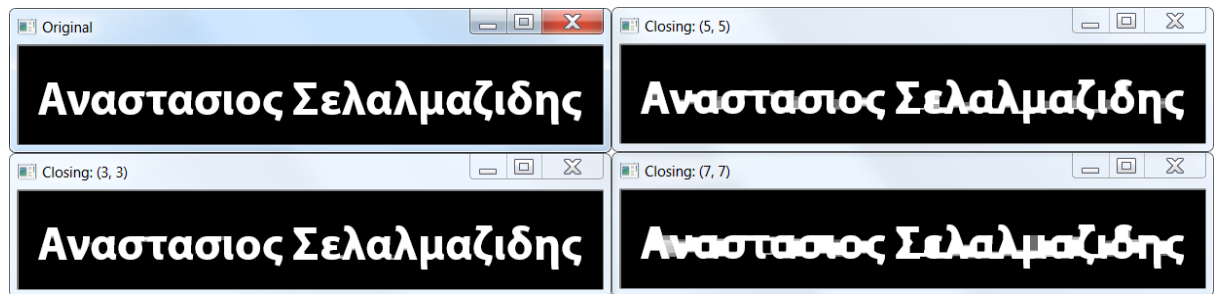 Original
Αναστασιος Σελαλμαζιδης
Closing: (5, 5)
Αναστασιος Σελαλμαζιδης
Closing: (3, 3)
Αναστασιος Σελαλμαζιδης
Closing: (7, 7)
Αναστασιος Σελαλμαζιδης